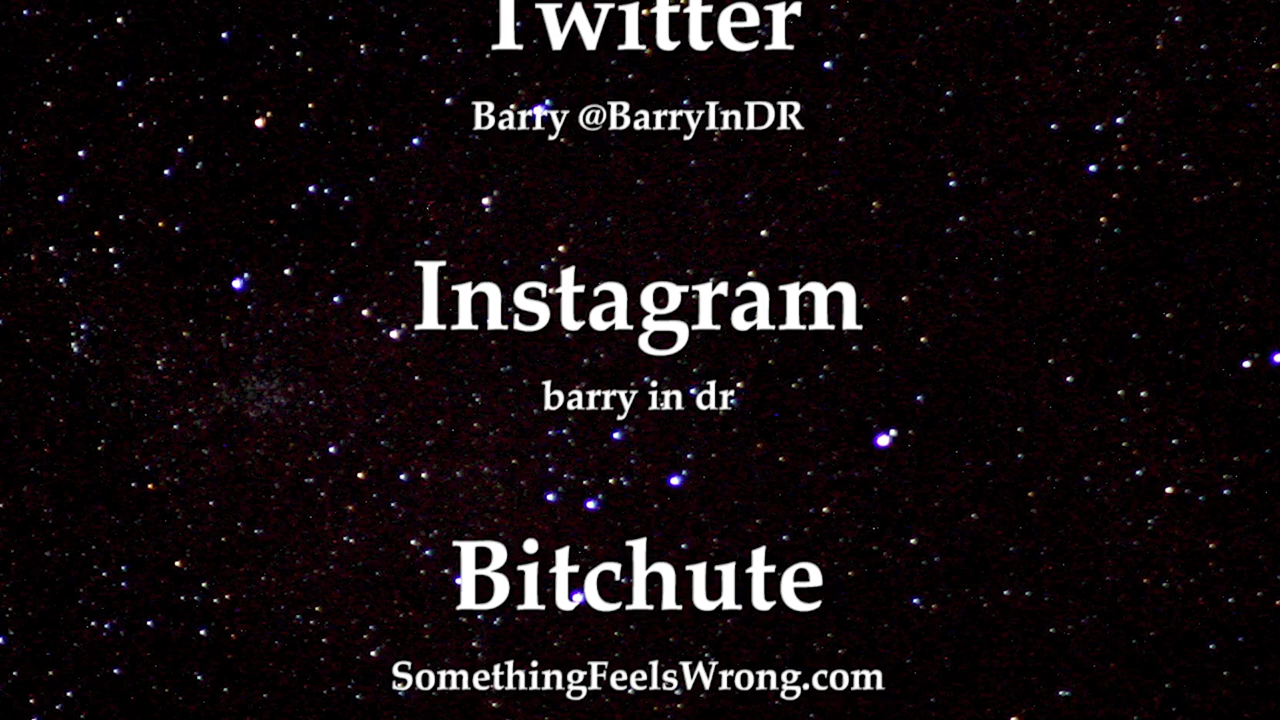 Twitter
Barry @BarryInDR
Instagram
barry in dr
Bitchute
SomethingFeelsWrong.com